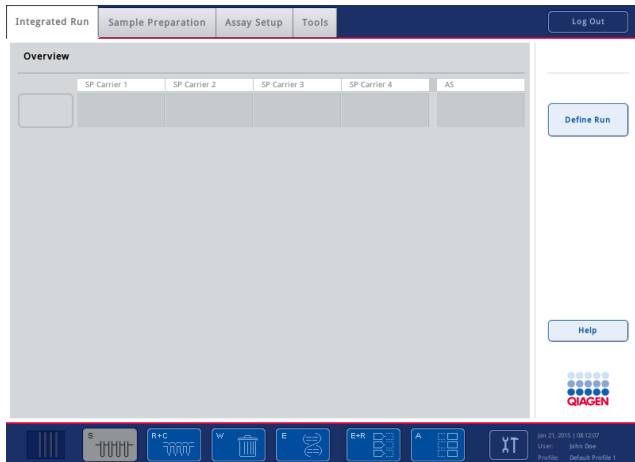 Integrated Run Sample Preparation Assay Setup Tools Log Out
Overview
SP Carrier 1 SP Carrier 2 SP Carrier 3 SP Carrier 4 AS
Define Run
Help
QIAGEN
S R+C W E E+R A
Jan 21, 2015 | 08:12:07
User: John Doe
Profile: Default Profile 1